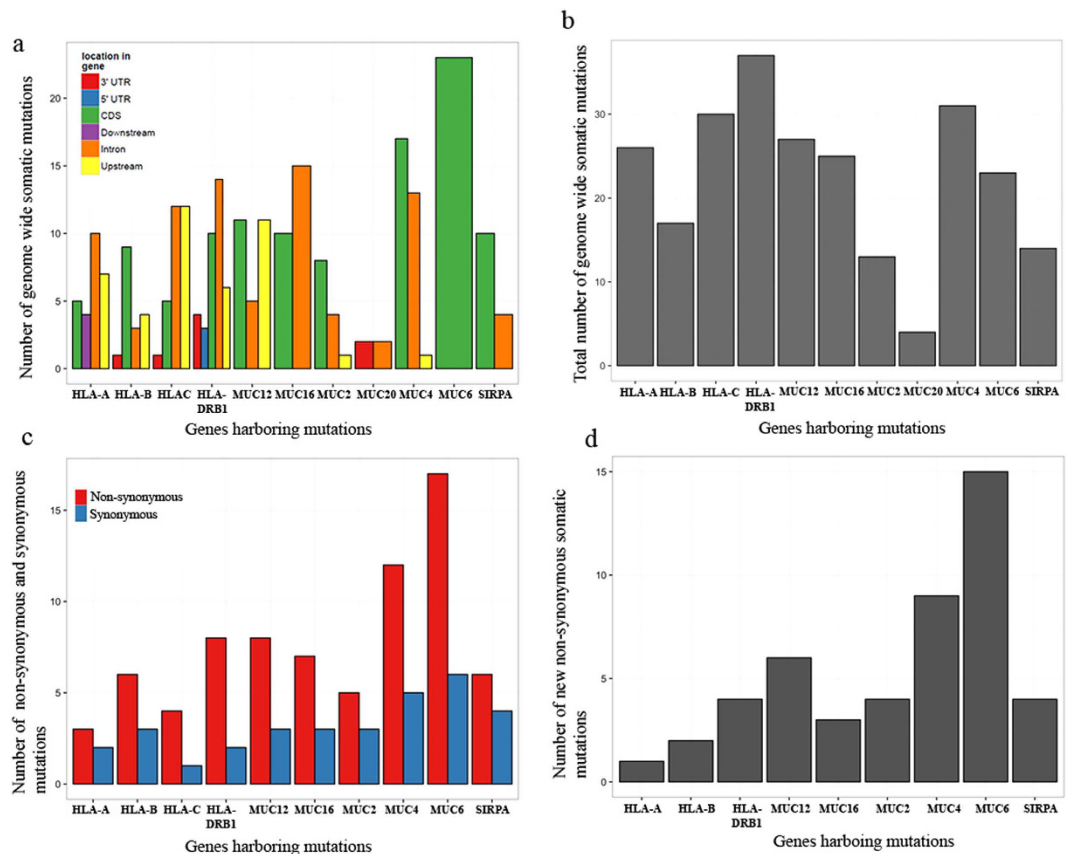 a
Number of genome wide somatic mutations
20
15
10
5
0
location in
gene
3' UTR
5' UTR
CDS
Downstream
Intron
Upstream
HLA-A HLA-B HLAC HLA-DRB1 MUC12 MUC16 MUC2 MUC20 MUC4 MUC6 SIRPA
Genes harboring mutations
b
Total number of genome wide somatic mutations
30
20
10
0
HLA-A HLA-B HLA-C HLA-DRB1 MUC12 MUC16 MUC2 MUC20 MUC4 MUC6 SIRPA
Genes harboring mutations
c
Number of non-synonymous and synonymous
mutations
15
10
5
0
Non-synonymous
Synonymous
HLA-A HLA-B HLA-C HLA-DRB1 MUC12 MUC16 MUC2 MUC4 MUC6 SIRPA
Genes harboring mutations
d
Number of new non-synonymous somatic
mutations
15
10
5
0
HLA-A HLA-B HLA-DRB1 MUC12 MUC16 MUC2 MUC4 MUC6 SIRPA
Genes harboing mutations